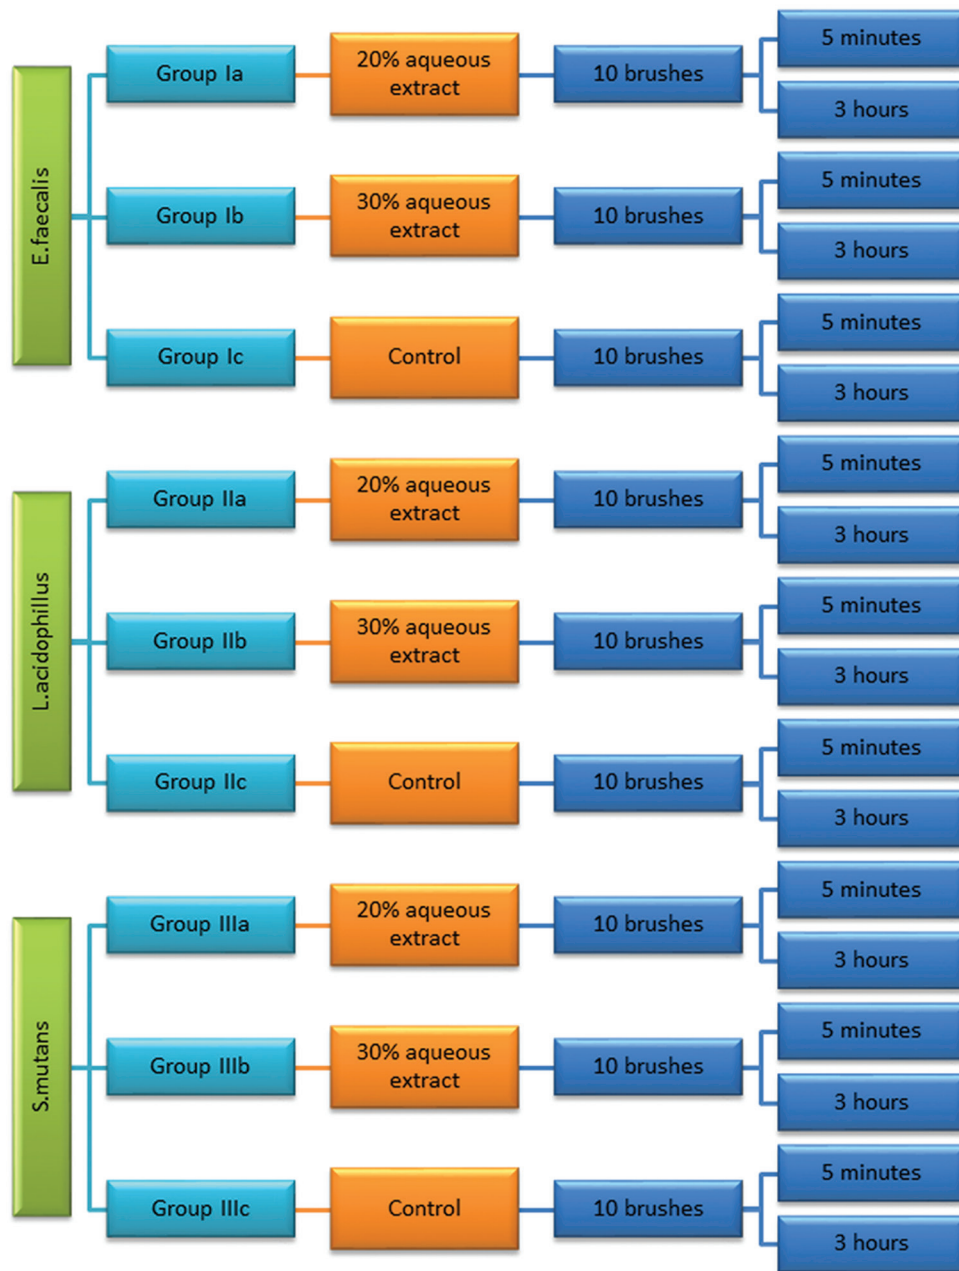 E.faecalis
Group Ia
20% aqueous
extract
10 brushes
5 minutes
3 hours
Group Ib
30% aqueous
extract
10 brushes
5 minutes
3 hours
Group Ic
Control
10 brushes
5 minutes
3 hours
L.acidophillus
Group IIa
20% aqueous
extract
10 brushes
5 minutes
3 hours
Group IIb
30% aqueous
extract
10 brushes
5 minutes
3 hours
Group IIc
Control
10 brushes
5 minutes
3 hours
S.mutans
Group IIIa
20% aqueous
extract
10 brushes
5 minutes
3 hours
Group IIIb
30% aqueous
extract
10 brushes
5 minutes
3 hours
Group IIIc
Control
10 brushes
5 minutes
3 hours